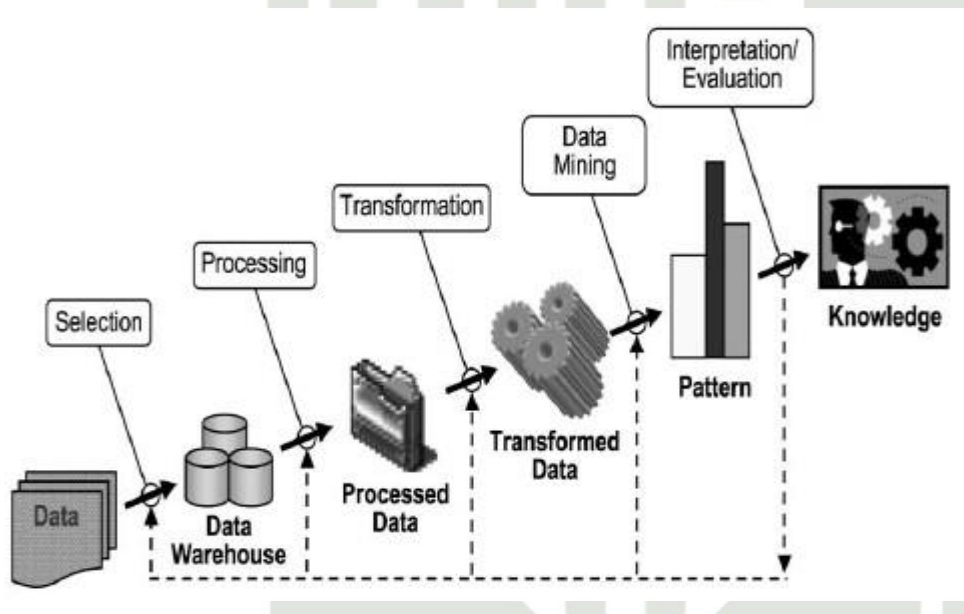 Interpretation/
Evaluation
Data
Mining
Transformation
Processing
Selection
Knowledge
Pattern
Transformed
Data
Processed
Data
Data
Warehouse
Data